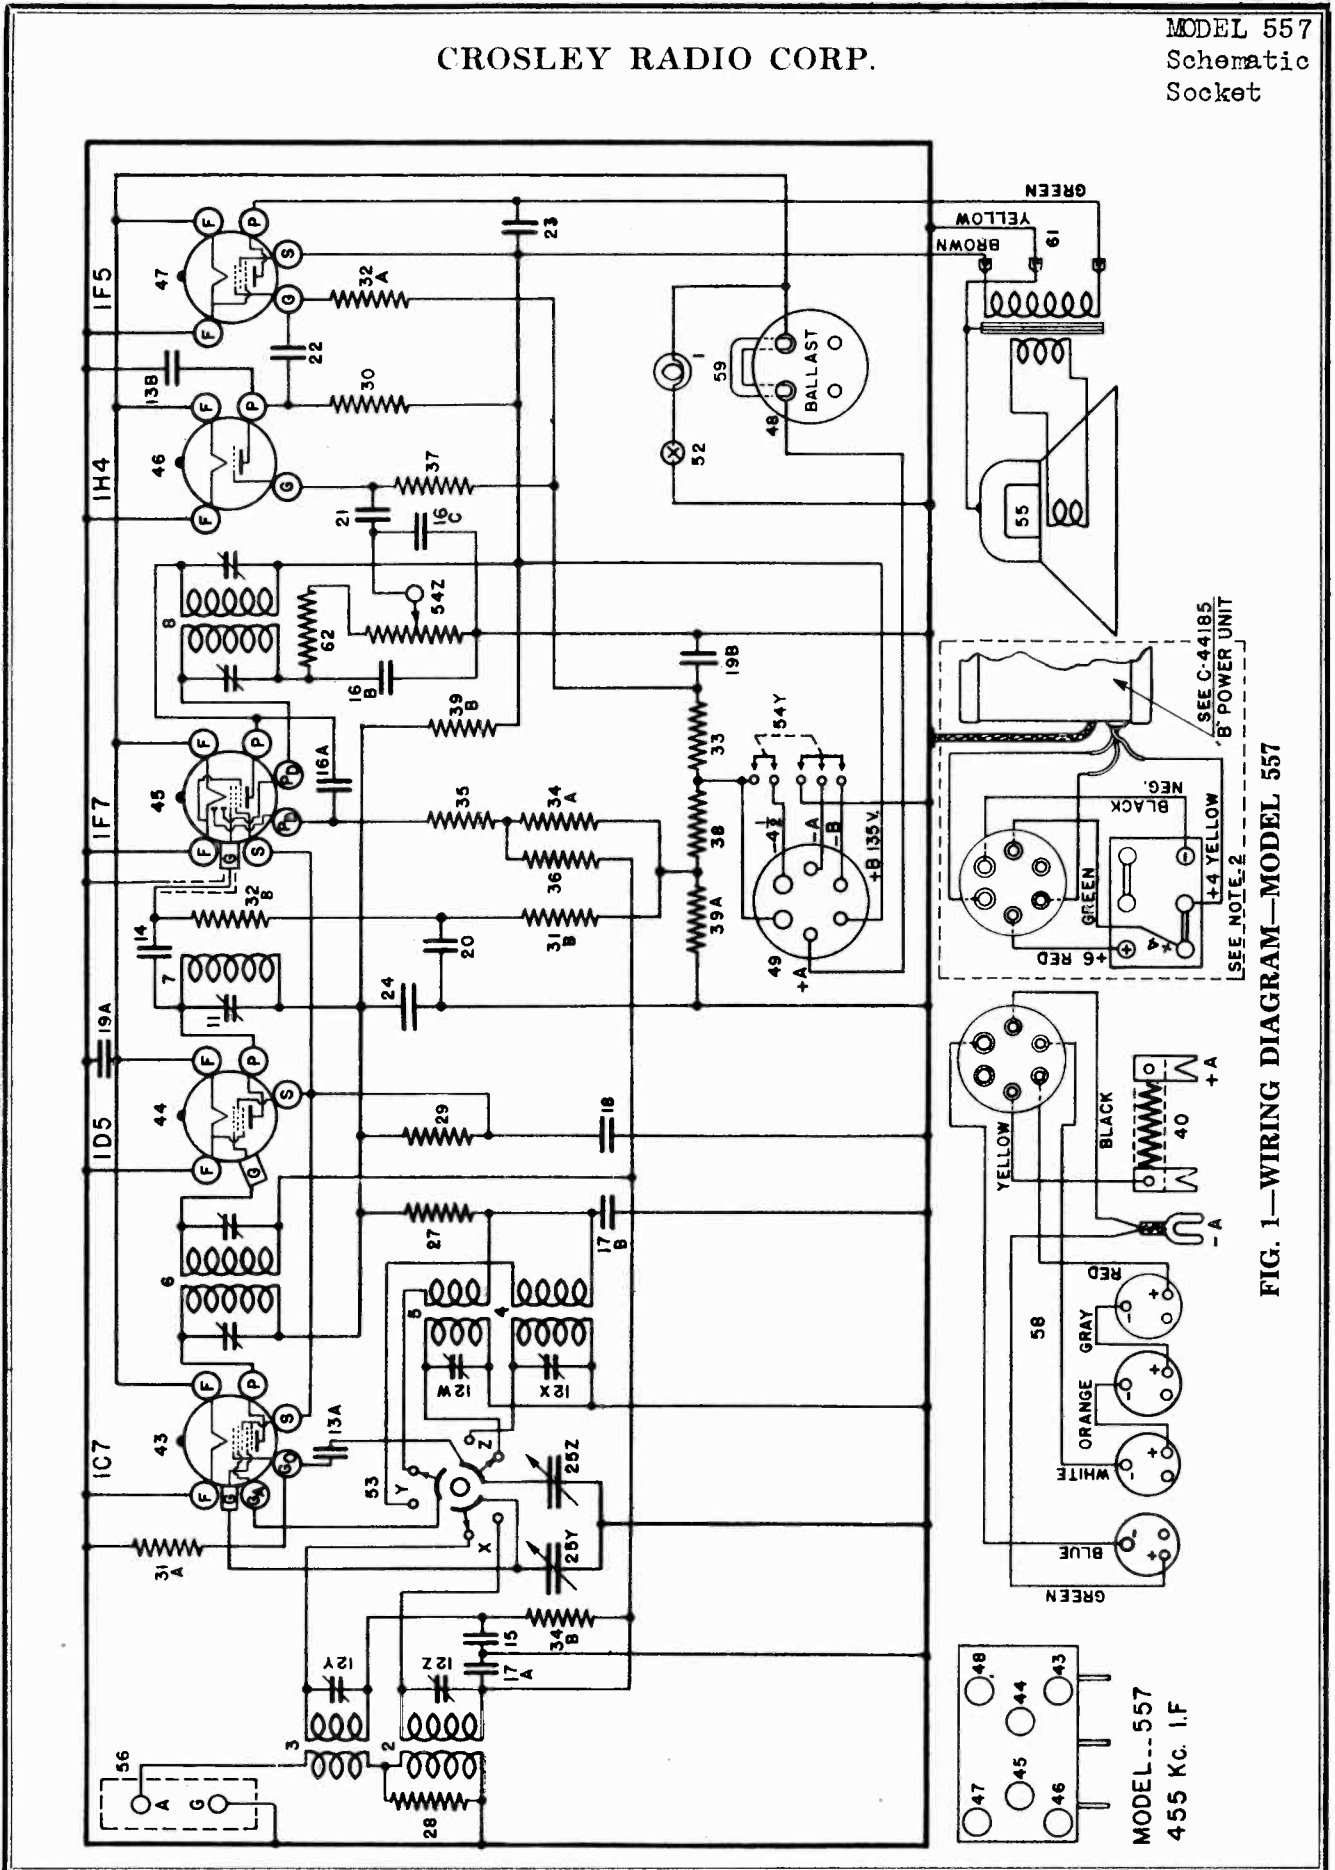 MODEL 557
Schematic
Socket
CROSLEY RADIO CORP.
1F5
47
F
P
S
G
F
32
A
23
22
13B
30
1H4
46
F
P
G
F
37
21
16
C
8
62
54Z
16
B
39
B
1F7
45
F
P
PD
PD
S
G
F
16A
35
34
A
36
32
B
31
B
14
20
7
11
24
19A
1D5
44
F
P
S
G
F
29
18
6
27
17
B
5
4
12W
12X
1C7
43
F
P
S
GO
GA
G
F
13A
53
Y
Z
X
25Z
25Y
31
A
34
B
15
17
A
12Y
12Z
3
2
28
56
A
G
1
52
59
48
BALLAST
19B
33
38
39A
54Y
-4½
-A
-B
+B 135V.
49
+A
GREEN
YELLOW
BROWN
61
55
SEE C-44185
"B" POWER UNIT
NEG.
BLACK
+4 YELLOW
GREEN
+6 RED
+4
+
-
SEE NOTE 2
YELLOW
BLACK
40
+A
-A
RED
58
GRAY
ORANGE
WHITE
BLUE
GREEN
-
+
-
+
-
+
-
+
FIG. 1—WIRING DIAGRAM—MODEL 557
48
43
44
45
47
46
MODEL--557
455 Kc. I.F